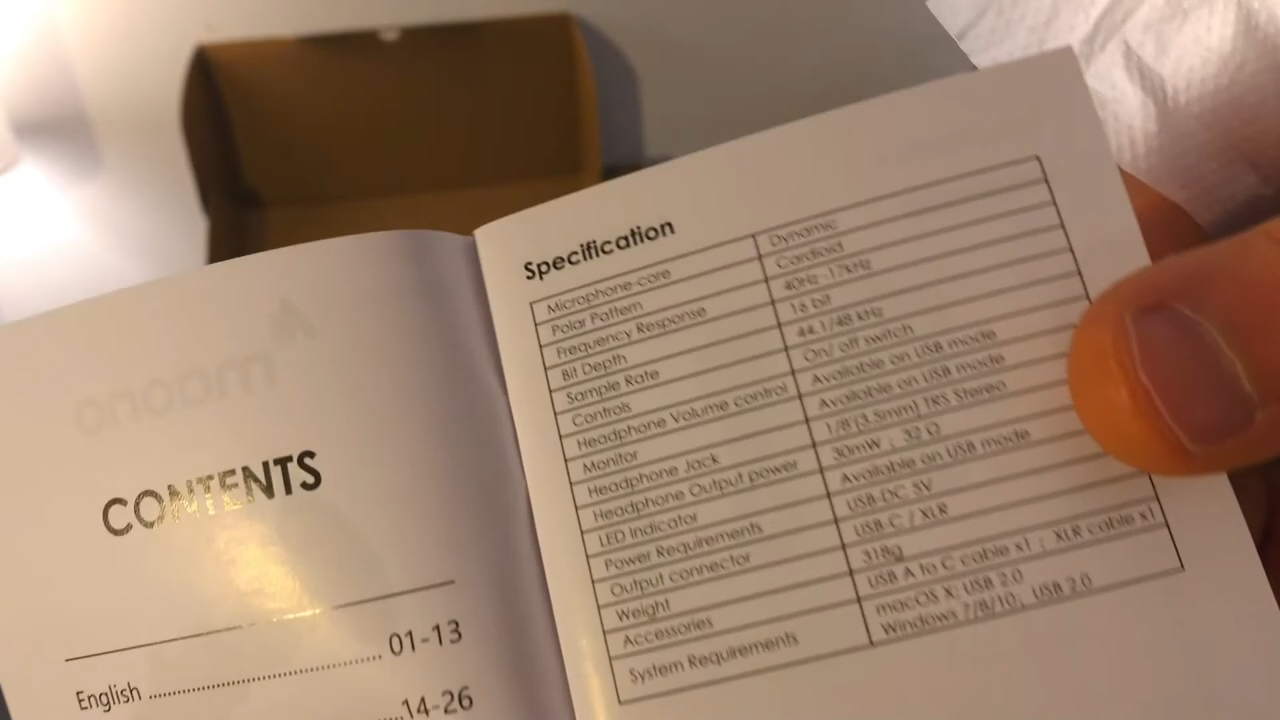 maono
CONTENTS
English 01-13
14-26
Specification
Microphone core Dynamic
Polar Pattern Cardioid
Frequency Response 40Hz-17kHz
Bit Depth 16 bit
Sample Rate 44.1/48 kHz
Controls On/ off switch
Headphone Volume control Available on USB mode
Monitor Available on USB mode
Headphone Jack 1/8'(3.5mm) TRS Stereo
Headphone Output power 30mW ; 32 Ω
LED Indicator Available on USB mode
Power Requirements USB-DC 5V
Output connector USB-C / XLR
Weight 318g
Accessories USB A to C cable x1 ; XLR cable x1
System Requirements macOS X: USB 2.0
Windows 7/8/10: USB 2.0